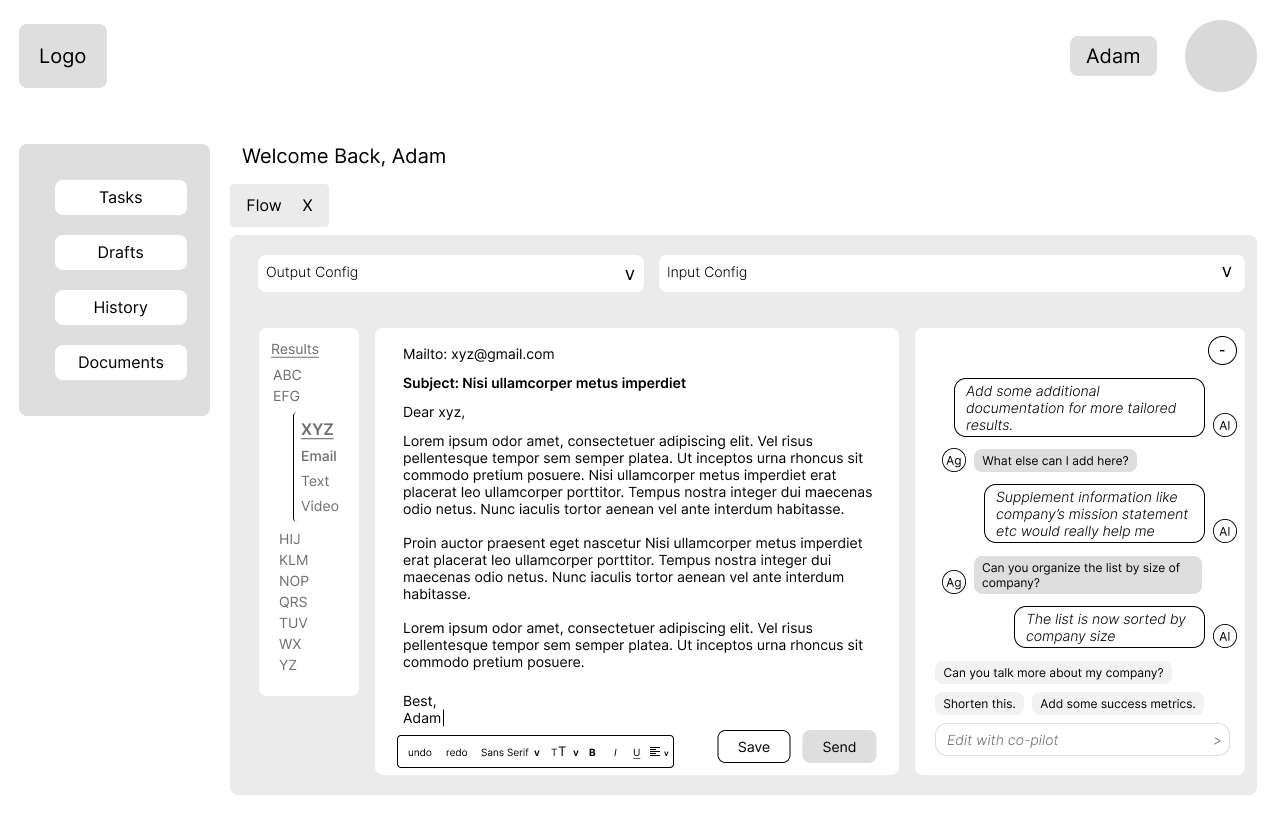 Logo
Adam
Tasks
Drafts
History
Documents
Welcome Back, Adam
Flow X
Output Config v
Input Config v
Results
ABC
EFG
XYZ
Email
Text
Video
HIJ
KLM
NOP
QRS
TUV
WX
YZ
Mailto: xyz@gmail.com
Subject: Nisi ullamcorper metus imperdiet
Dear xyz,
Lorem ipsum odor amet, consectetuer adipiscing elit. Vel risus
pellentesque tempor sem semper platea. Ut inceptos urna rhoncus sit
commodo pretium posuere. Nisi ullamcorper metus imperdiet erat
placerat leo ullamcorper porttitor. Tempus nostra integer dui maecenas
odio netus. Nunc iaculis tortor aenean vel ante interdum habitasse.
Proin auctor praesent eget nascetur Nisi ullamcorper metus imperdiet
erat placerat leo ullamcorper porttitor. Tempus nostra integer dui
maecenas odio netus. Nunc iaculis tortor aenean vel ante interdum
habitasse.
Lorem ipsum odor amet, consectetuer adipiscing elit. Vel risus
pellentesque tempor sem semper platea. Ut inceptos urna rhoncus sit
commodo pretium posuere.
Best,
Adam
undo redo Sans Serif v TT v B I U v
Save
Send
-
Add some additional
documentation for more tailored
results.
AI
Ag
What else can I add here?
Supplement information like
company's mission statement
etc would really help me
AI
Ag
Can you organize the list by size of
company?
The list is now sorted by
company size
AI
Can you talk more about my company?
Shorten this.
Add some success metrics.
Edit with co-pilot >